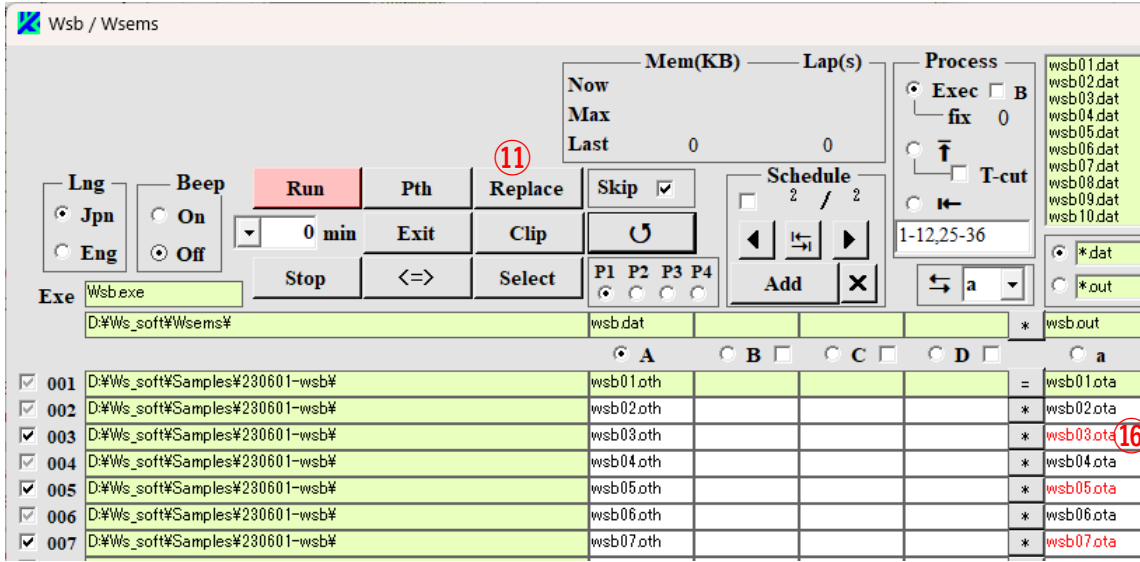 Wsb / Wsems
Mem(KB) Lap(s)
Now
Max
Last 0 0
Process
Exec B
fix 0
T-cut
1-12,25-36
a
wsb01.dat
wsb02.dat
wsb03.dat
wsb04.dat
wsb05.dat
wsb06.dat
wsb07.dat
wsb08.dat
wsb09.dat
wsb10.dat
*.dat
*.out
⑪
Lng
Jpn
Eng
Beep
On
Off
Run Pth Replace
0 min Exit Clip
Stop <=> Select
Skip
↺
P1 P2 P3 P4
Schedule
2 / 2
Add ×
Exe Wsb.exe
D:¥Ws_soft¥Wsems¥ wsb.dat * wsb.out
A B C D a
001 D:¥Ws_soft¥Samples¥230601-wsb¥ wsb01.oth = wsb01.ota
002 D:¥Ws_soft¥Samples¥230601-wsb¥ wsb02.oth * wsb02.ota
003 D:¥Ws_soft¥Samples¥230601-wsb¥ wsb03.oth * wsb03.ota ⑯
004 D:¥Ws_soft¥Samples¥230601-wsb¥ wsb04.oth * wsb04.ota
005 D:¥Ws_soft¥Samples¥230601-wsb¥ wsb05.oth * wsb05.ota
006 D:¥Ws_soft¥Samples¥230601-wsb¥ wsb06.oth * wsb06.ota
007 D:¥Ws_soft¥Samples¥230601-wsb¥ wsb07.oth * wsb07.ota